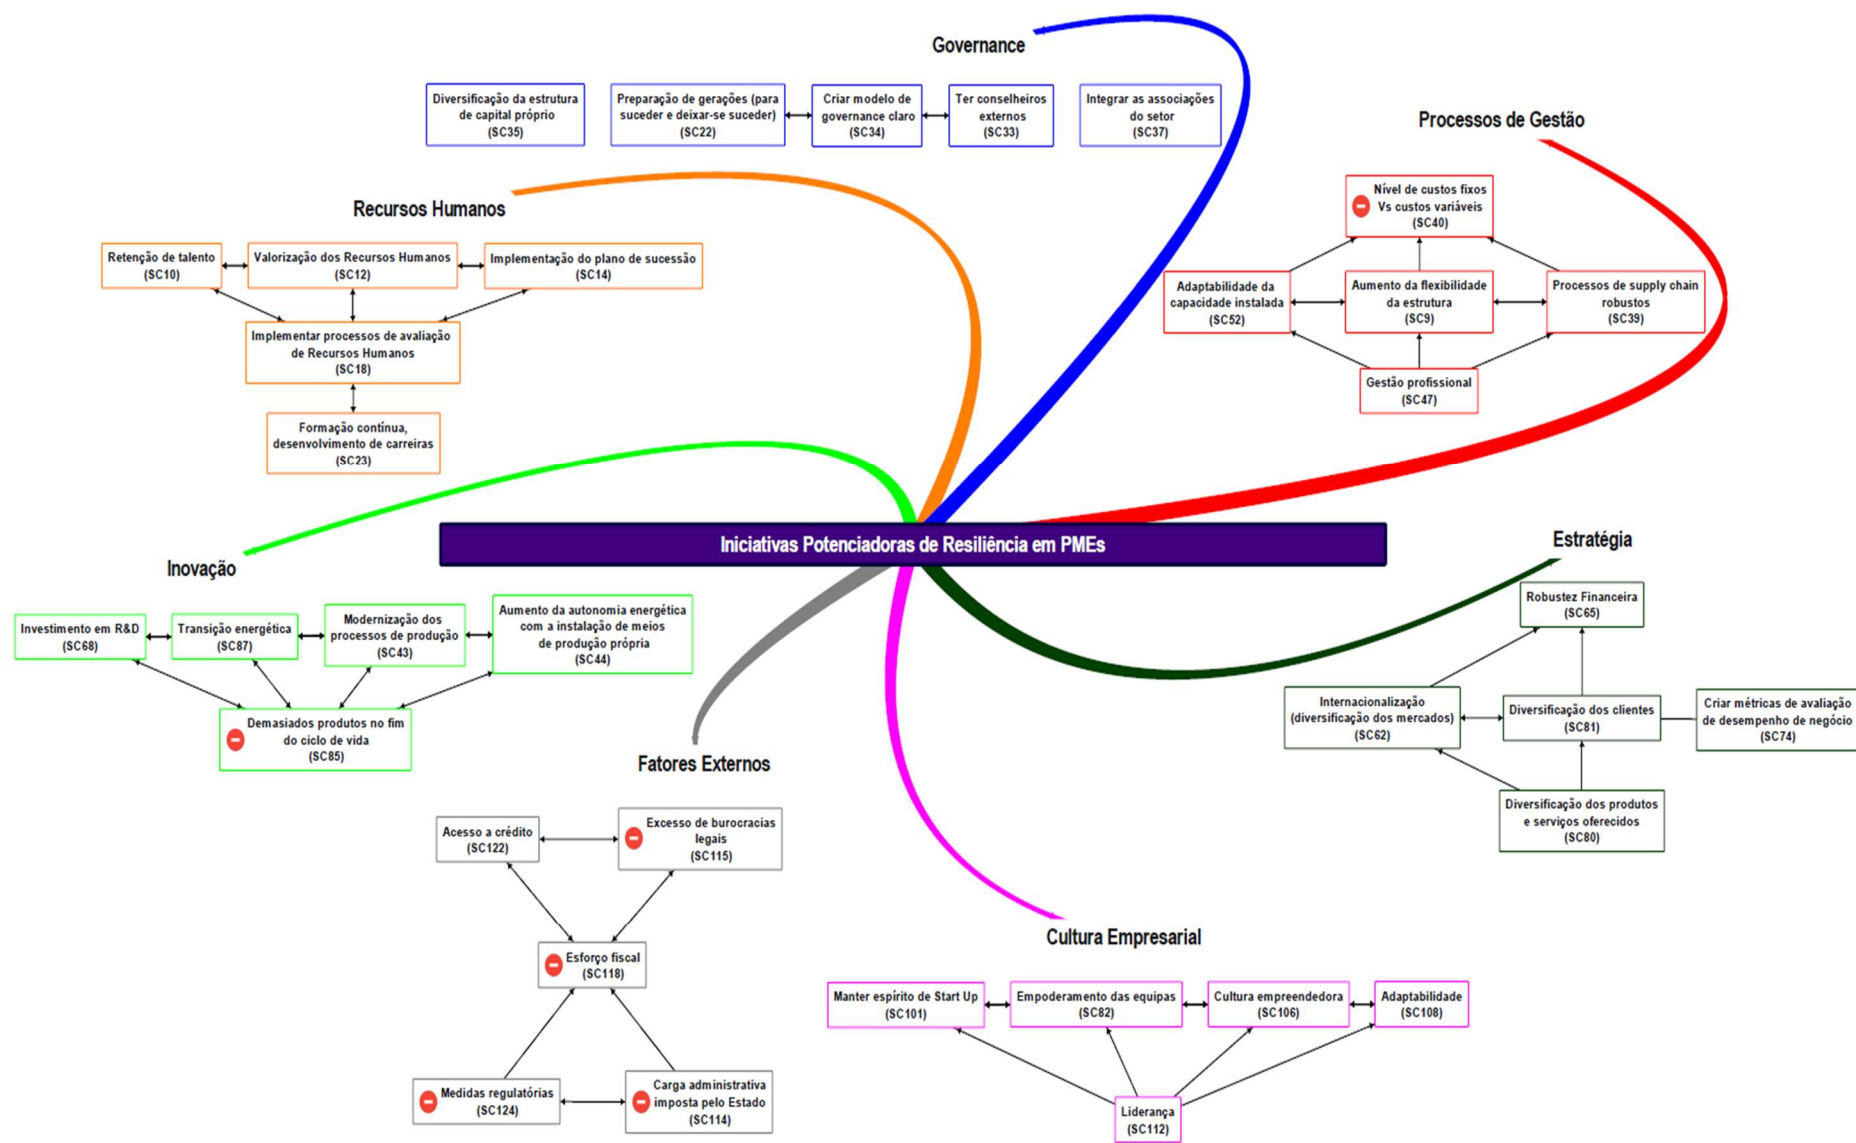 Governance
Diversificação da estrutura
de capital próprio
(SC35)
Preparação de gerações (para
suceder e deixar-se suceder)
(SC22)
Criar modelo de
governance claro
(SC34)
Ter conselheiros
externos
(SC33)
Integrar as associações
do setor
(SC37)
Processos de Gestão
Nível de custos fixos
Vs custos variáveis
(SC40)
Adaptabilidade da
capacidade instalada
(SC52)
Aumento da flexibilidade
da estrutura
(SC9)
Processos de supply chain
robustos
(SC39)
Gestão profissional
(SC47)
Recursos Humanos
Retenção de talento
(SC10)
Valorização dos Recursos Humanos
(SC12)
Implementação do plano de sucessão
(SC14)
Implementar processos de avaliação
de Recursos Humanos
(SC18)
Formação contínua,
desenvolvimento de carreiras
(SC23)
Iniciativas Potenciadoras de Resiliência em PMEs
Inovação
Investimento em R&D
(SC68)
Transição energética
(SC87)
Modernização dos
processos de produção
(SC43)
Aumento da autonomia energética
com a instalação de meios
de produção própria
(SC44)
Demasiados produtos no fim
do ciclo de vida
(SC85)
Estratégia
Robustez Financeira
(SC65)
Internacionalização
(diversificação dos mercados)
(SC62)
Diversificação dos clientes
(SC81)
Criar métricas de avaliação
de desempenho de negócio
(SC74)
Diversificação dos produtos
e serviços oferecidos
(SC80)
Fatores Externos
Acesso a crédito
(SC122)
Excesso de burocracias
legais
(SC115)
Esforço fiscal
(SC118)
Medidas regulatórias
(SC124)
Carga administrativa
imposta pelo Estado
(SC114)
Cultura Empresarial
Manter espírito de Start Up
(SC101)
Empoderamento das equipas
(SC82)
Cultura empreendedora
(SC106)
Adaptabilidade
(SC108)
Liderança
(SC112)